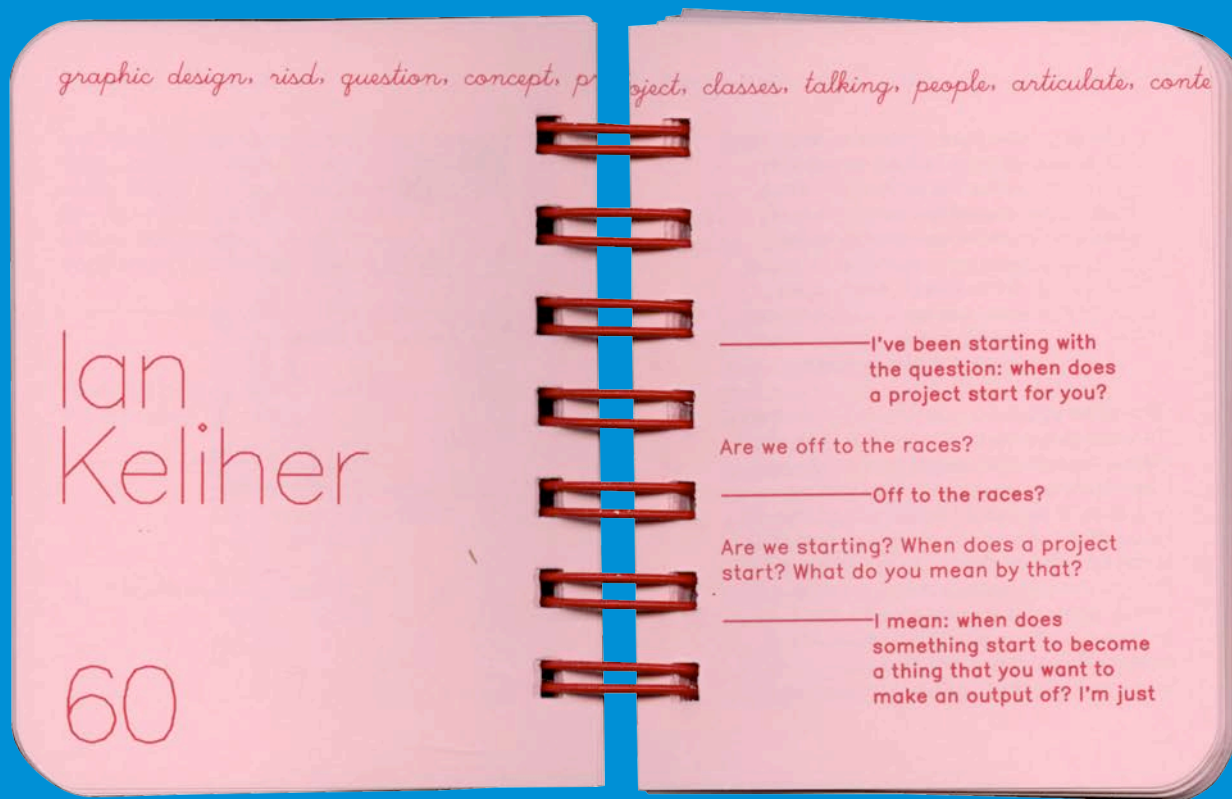 graphic design, risd, question, concept, project, classes, talking, people, articulate, conte
Ian
Keliher
60
I've been starting with
the question: when does
a project start for you?
Are we off to the races?
Off to the races?
Are we starting? When does a project
start? What do you mean by that?
I mean: when does
something start to become
a thing that you want to
make an output of? I'm just